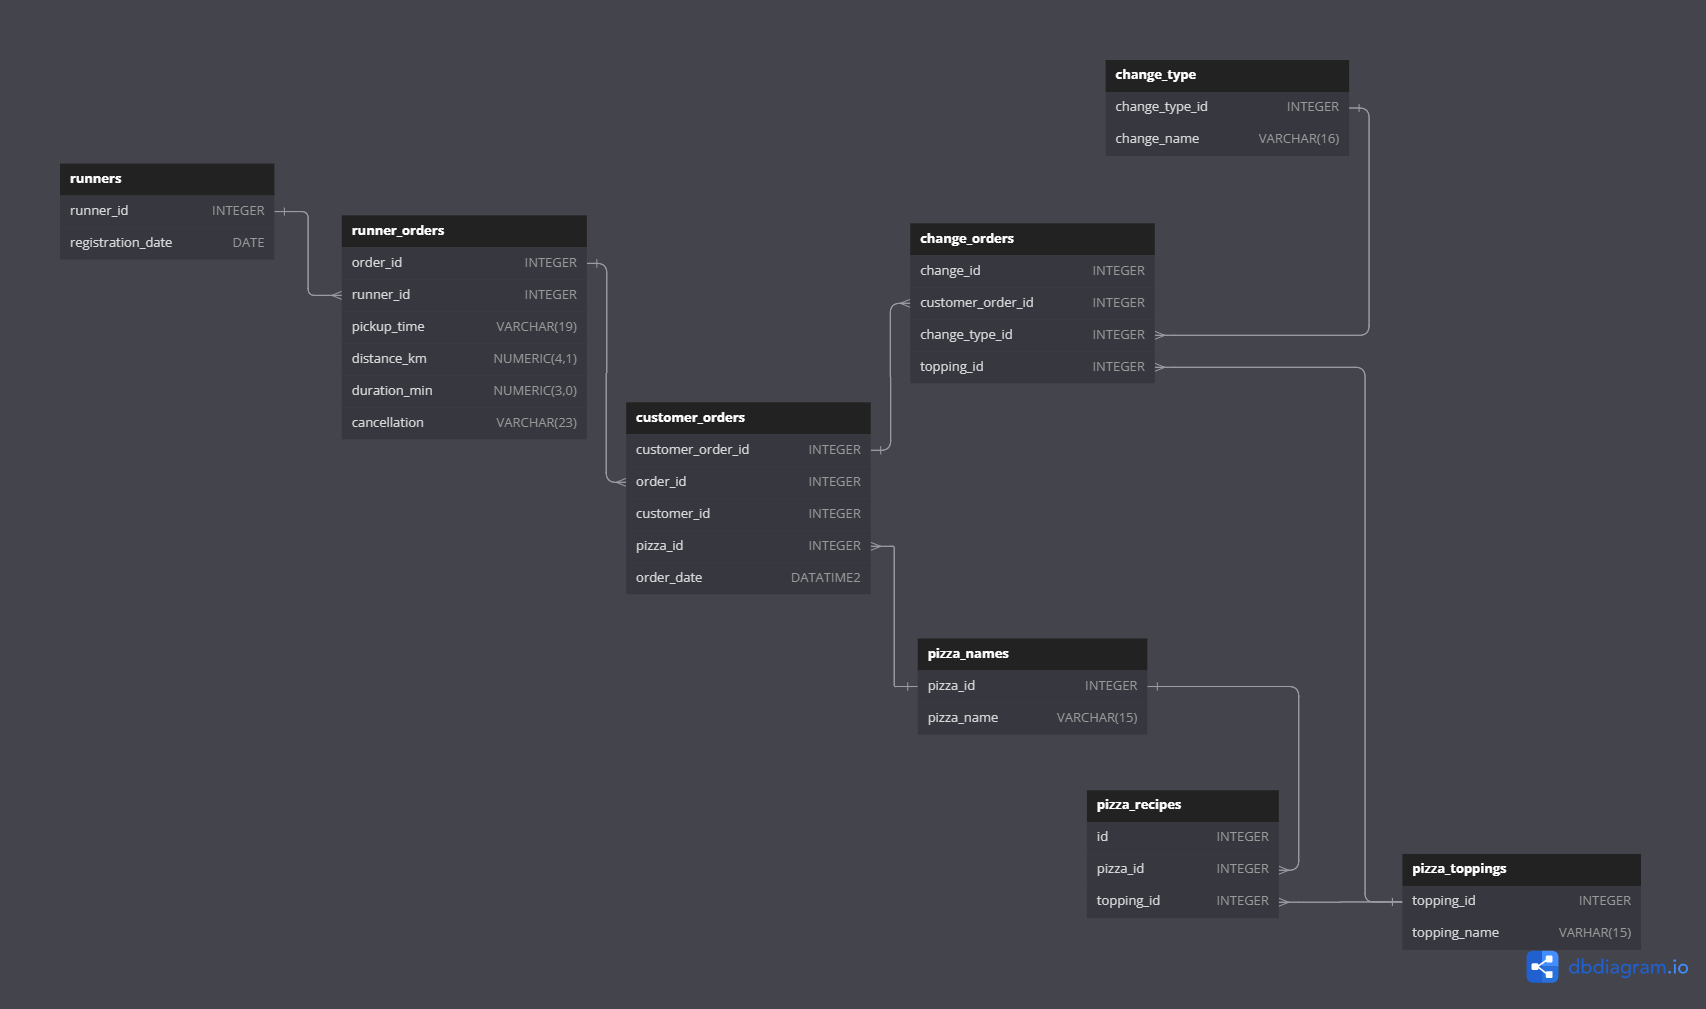 change_type
change_type_id INTEGER
change_name VARCHAR(16)
runners
runner_id INTEGER
registration_date DATE
runner_orders
order_id INTEGER
runner_id INTEGER
pickup_time VARCHAR(19)
distance_km NUMERIC(4,1)
duration_min NUMERIC(3,0)
cancellation VARCHAR(23)
change_orders
change_id INTEGER
customer_order_id INTEGER
change_type_id INTEGER
topping_id INTEGER
customer_orders
customer_order_id INTEGER
order_id INTEGER
customer_id INTEGER
pizza_id INTEGER
order_date DATATIME2
pizza_names
pizza_id INTEGER
pizza_name VARCHAR(15)
pizza_recipes
id INTEGER
pizza_id INTEGER
topping_id INTEGER
pizza_toppings
topping_id INTEGER
topping_name VARHAR(15)
dbdiagram.io